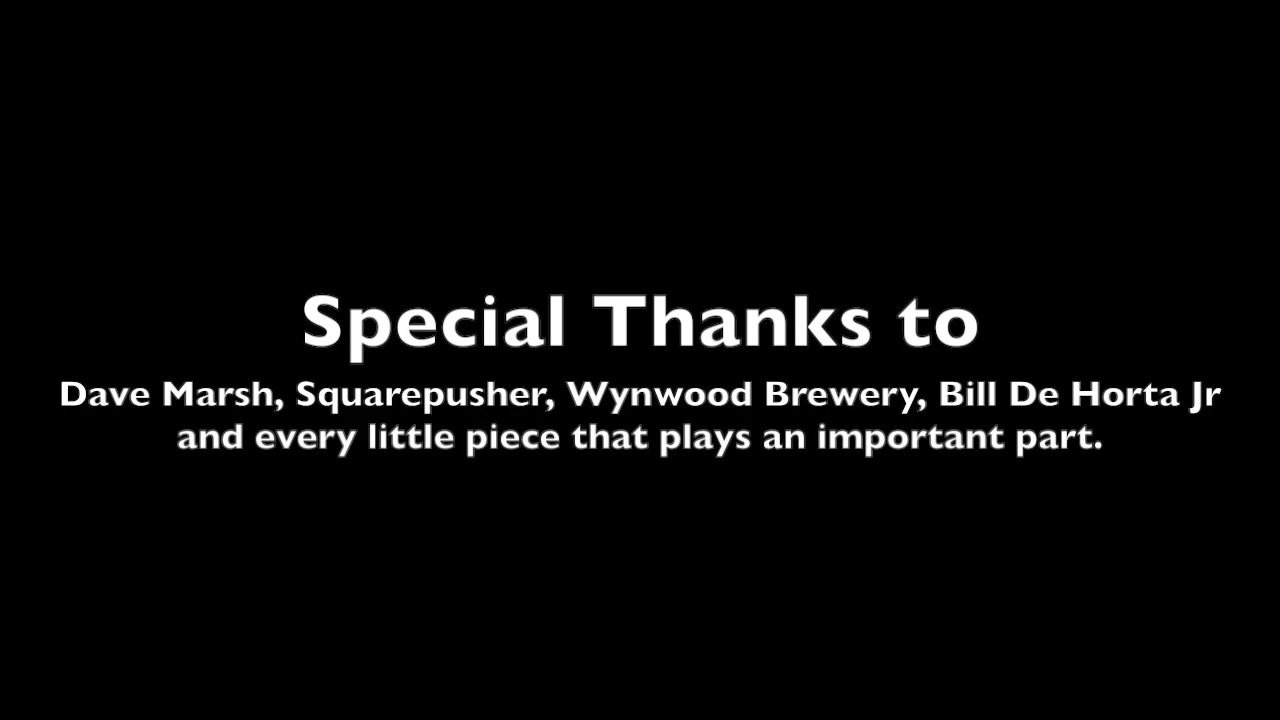 Special Thanks to
Dave Marsh, Squarepusher, Wynwood Brewery, Bill De Horta Jr
and every little piece that plays an important part.